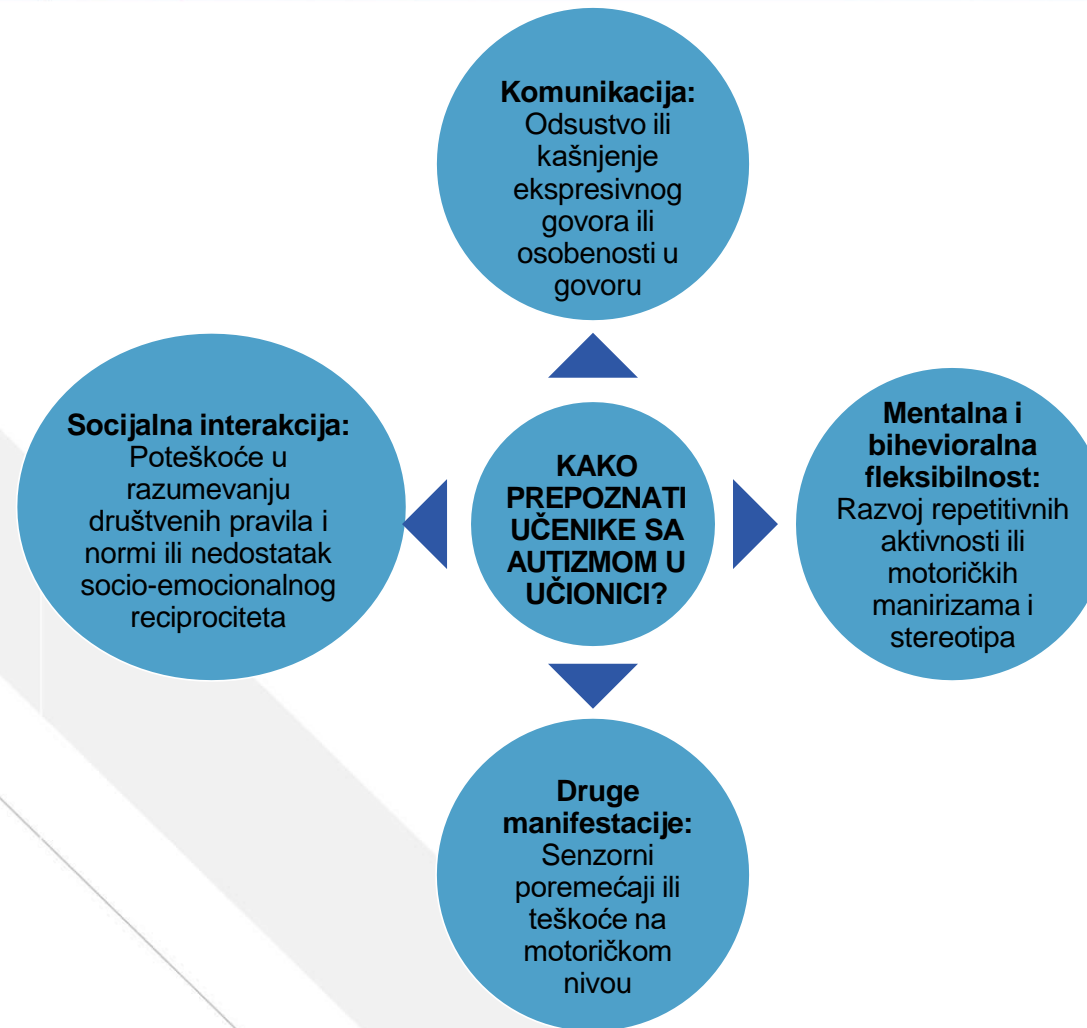 Komunikacija:
Odsustvo ili
kašnjenje
ekspresivnog
govora ili
osobenosti u
govoru
Socijalna interakcija:
Poteškoće u
razumevanju
društvenih pravila i
normi ili nedostatak
socio-emocionalnog
reciprociteta
KAKO
PREPOZNATI
UČENIKE SA
AUTIZMOM U
UČIONICI?
Mentalna i
bihevioralna
fleksibilnost:
Razvoj repetitivnih
aktivnosti ili
motoričkih
manirizama i
stereotipa
Druge
manifestacije:
Senzorni
poremećaji ili
teškoće na
motoričkom
nivou